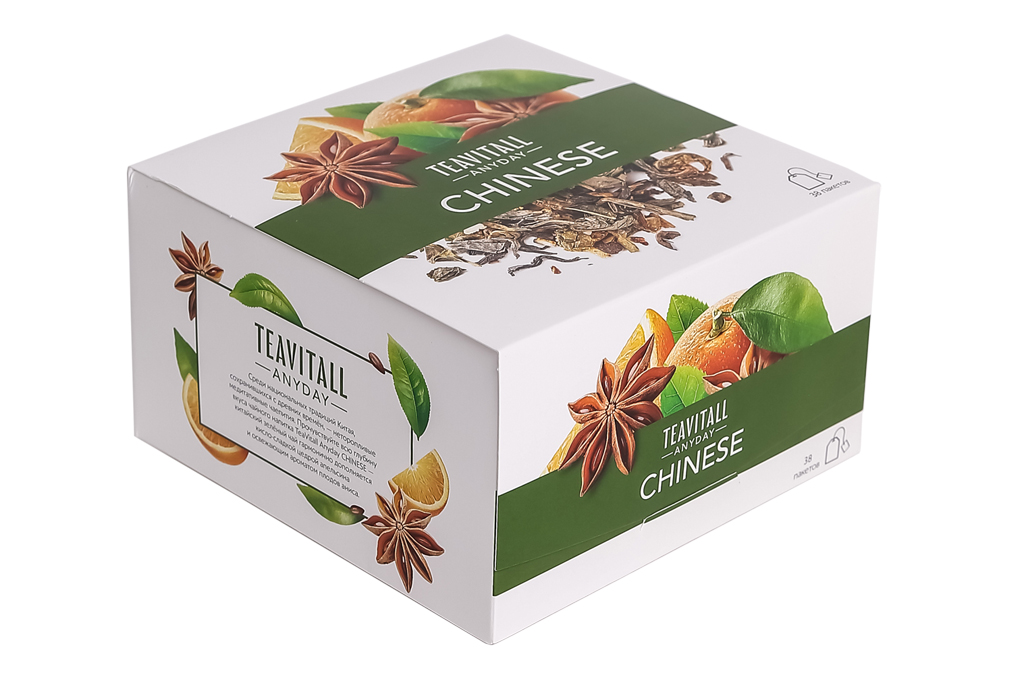 TEAVITALL
ANYDAY
CHINESE
38 пакетов
TEAVITALL
ANYDAY
Среди национальных традиций Китая,
сохранившихся с древних времён, — неторопливые
медитативные чаепития. Прочувствуйте всю глубину
вкуса чайного напитка TeaVitall Anyday CHINESE —
китайский зелёный чай гармонично дополняется
кисло-сладкой цедрой апельсина
и освежающим ароматом плодов аниса.
TEAVITALL
ANYDAY
CHINESE
38
пакетов